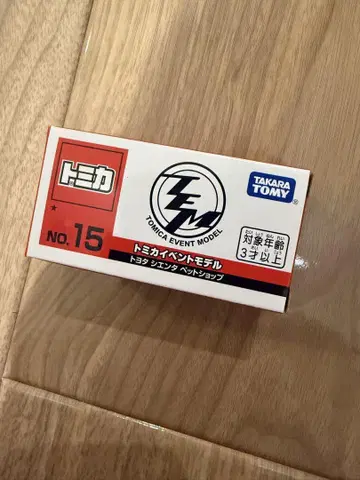 トミカ
TEM
TOMICA EVENT MODEL
TAKARA
TOMY
NO. 15
トミカイベントモデル
トヨタ シエンタ ペットショップ
対象年齢
3才以上